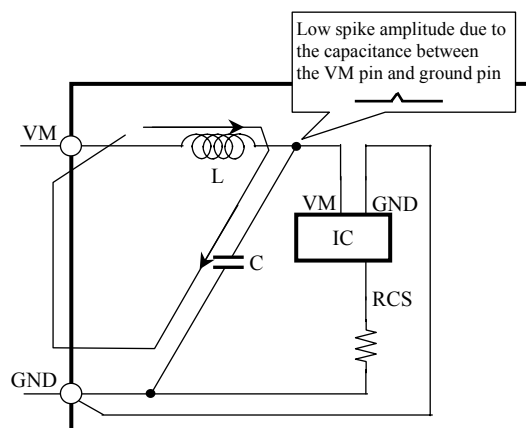 Low spike amplitude due to
the capacitance between
the VM pin and ground pin
VM
L
VM
GND
IC
C
RCS
GND